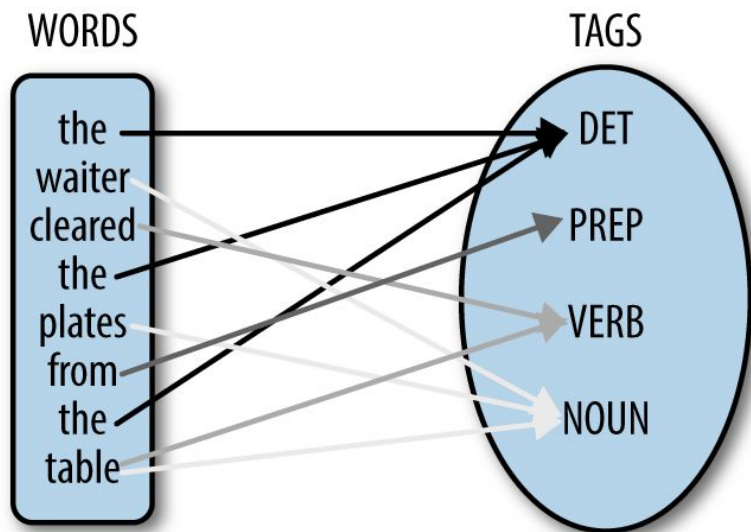 WORDS
TAGS
the
waiter
cleared
the
plates
from
the
table
DET
PREP
VERB
NOUN